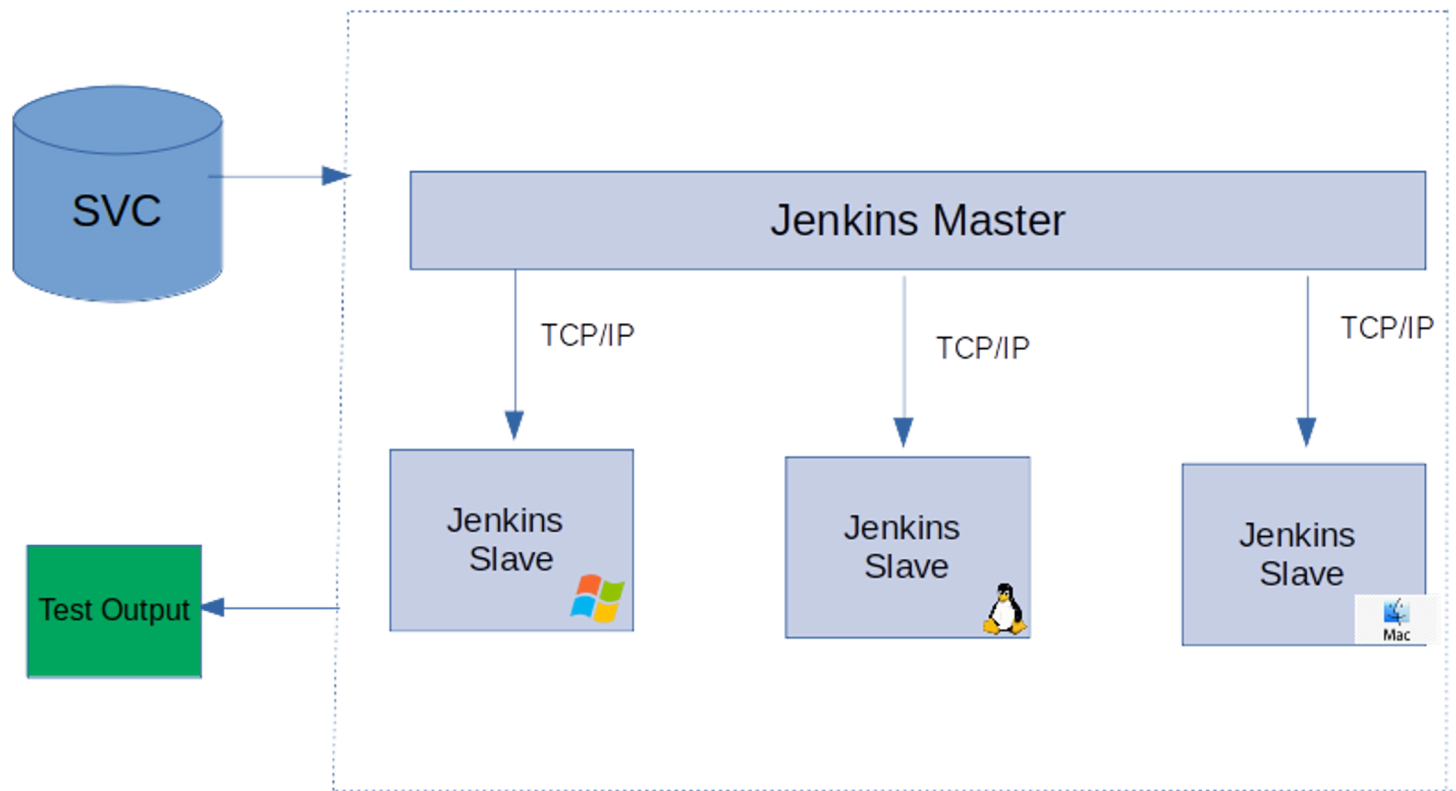 SVC
Jenkins Master
TCP/IP
TCP/IP
TCP/IP
Jenkins
Slave
Jenkins
Slave
Jenkins
Slave
Mac
Test Output